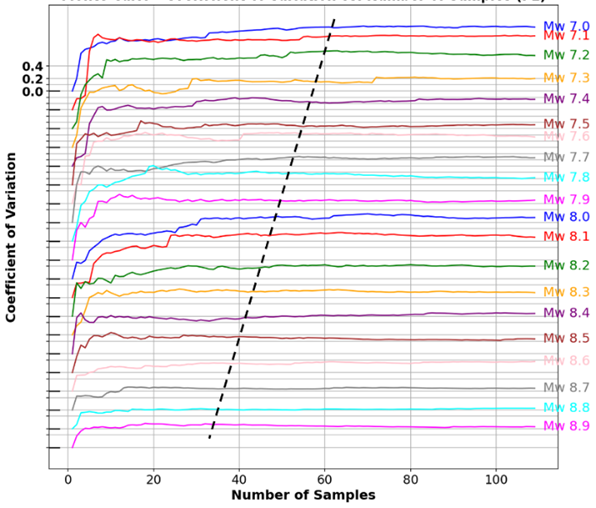 Mw 7.0
Mw 7.1
Mw 7.2
0.4
Mw 7.3
0.2
0.0
Mw 7.4
Mw 7.5
Mw 7.6
Mw 7.7
Mw 7.8
Mw 7.9
Mw 8.0
Mw 8.1
Mw 8.2
Mw 8.3
Mw 8.4
Mw 8.5
Mw 8.6
Mw 8.7
Mw 8.8
Mw 8.9
Coefficient of Variation
0 20 40 60 80 100
Number of Samples